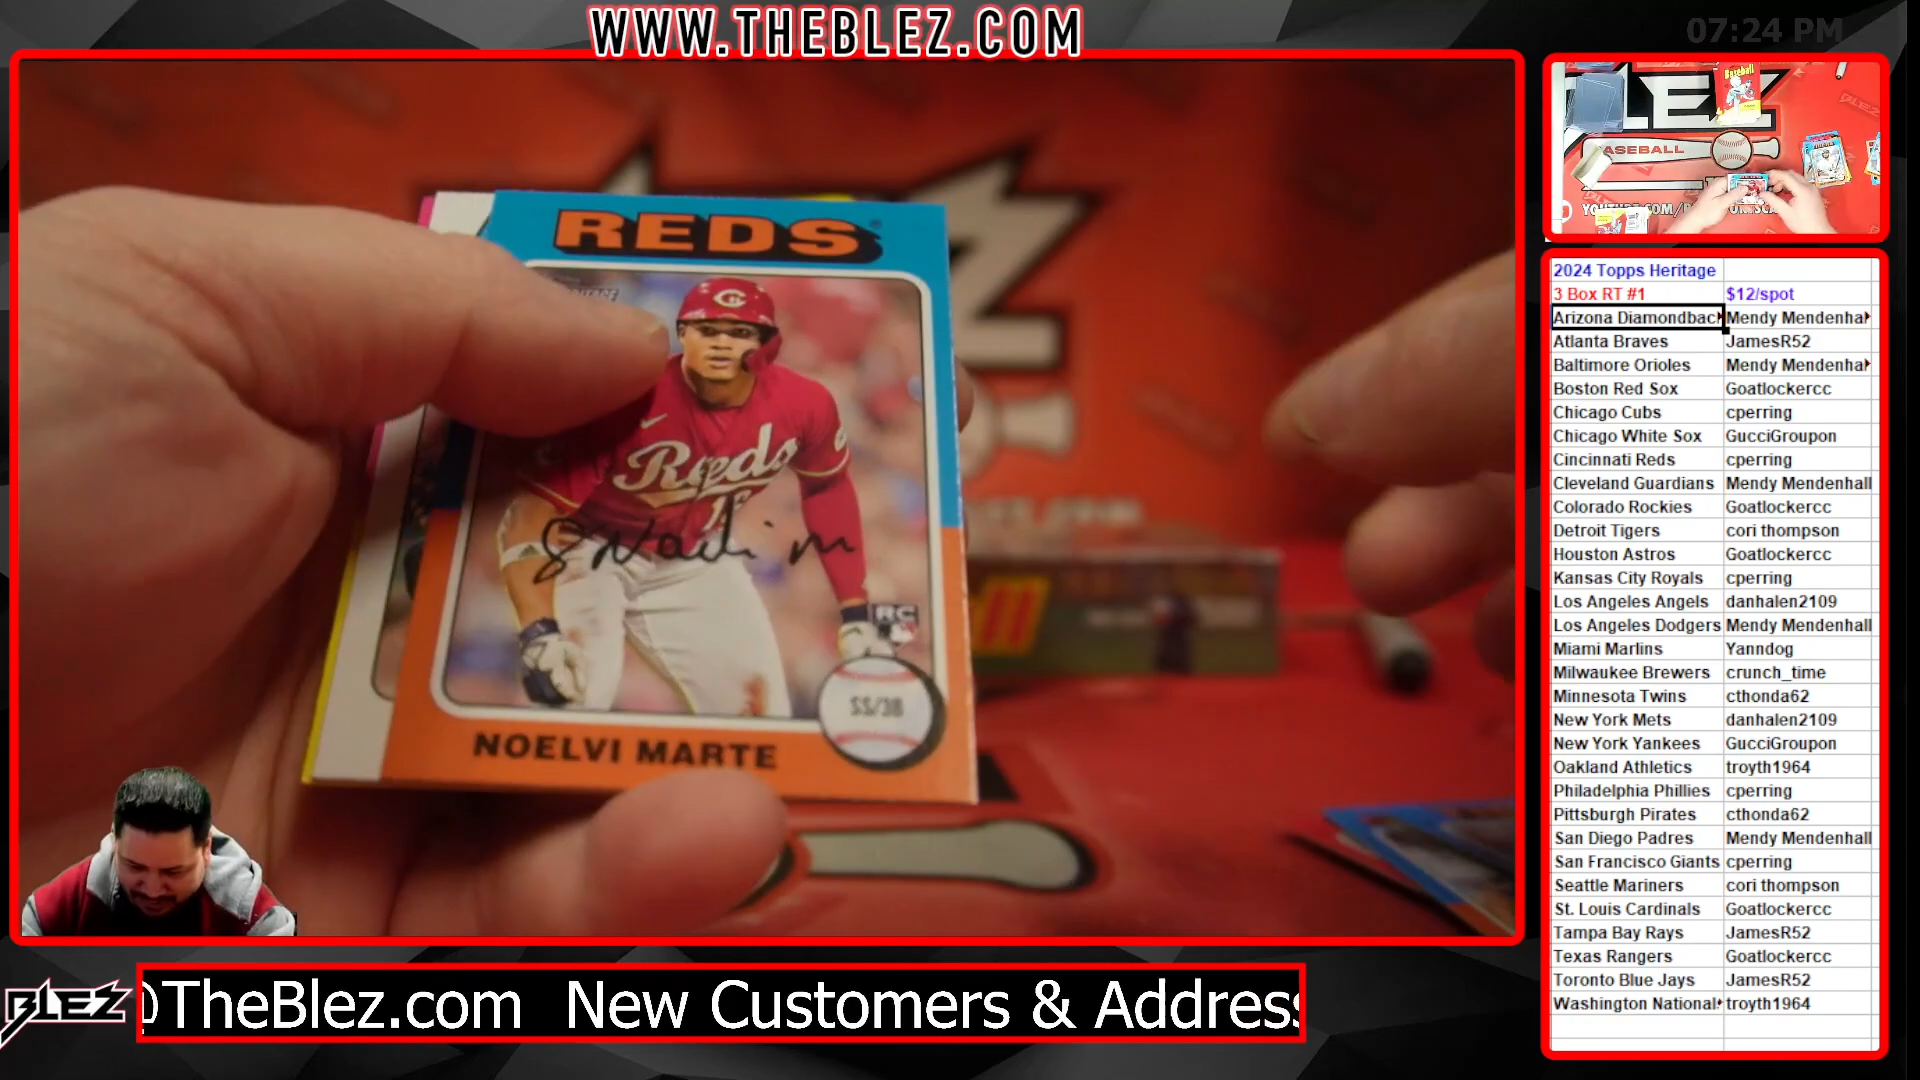 WWW.THEBLEZ.COM
07:24 PM
REDS
Reds
RC
SS/3B
NOELVI MARTE
Baseball
ASEBALL
2024 Topps Heritage
3 Box RT #1 $12/spot
Arizona Diamondbac Mendy Mendenhal
Atlanta Braves JamesR52
Baltimore Orioles Mendy Mendenhal
Boston Red Sox Goatlockercc
Chicago Cubs cperring
Chicago White Sox GucciGroupon
Cincinnati Reds cperring
Cleveland Guardians Mendy Mendenhall
Colorado Rockies Goatlockercc
Detroit Tigers cori thompson
Houston Astros Goatlockercc
Kansas City Royals cperring
Los Angeles Angels danhalen2109
Los Angeles Dodgers Mendy Mendenhall
Miami Marlins Yanndog
Milwaukee Brewers crunch_time
Minnesota Twins cthonda62
New York Mets danhalen2109
New York Yankees GucciGroupon
Oakland Athletics troyth1964
Philadelphia Phillies cperring
Pittsburgh Pirates cthonda62
San Diego Padres Mendy Mendenhall
San Francisco Giants cperring
Seattle Mariners cori thompson
St. Louis Cardinals Goatlockercc
Tampa Bay Rays JamesR52
Texas Rangers Goatlockercc
Toronto Blue Jays JamesR52
Washington National troyth1964
BLEZ
@TheBlez.com New Customers & Address